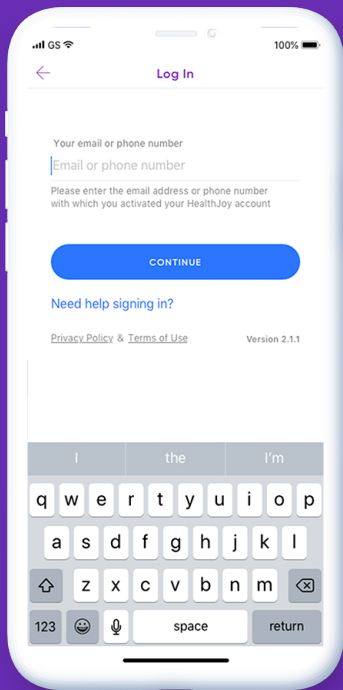 GS 100%
Log In
Your email or phone number
Email or phone number
Please enter the email address or phone number
with which you activated your HealthJoy account
CONTINUE
Need help signing in?
Privacy Policy & Terms of Use Version 2.1.1
I the I'm
q w e r t y u i o p
a s d f g h j k l
z x c v b n m
123 space return